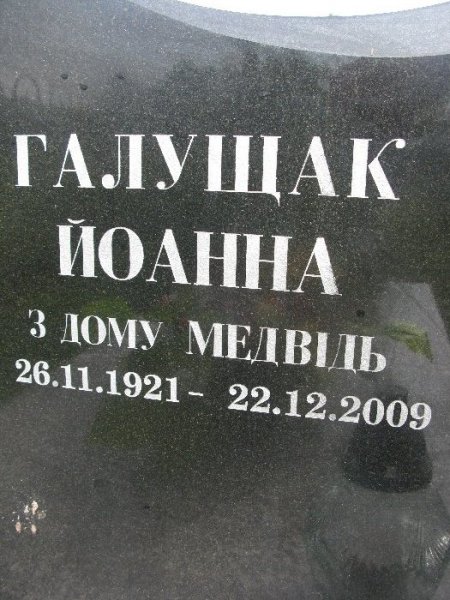 ГАЛУЩАК
ЙОАННА
З ДОМУ МЕДВІДЬ
26.11.1921 - 22.12.2009